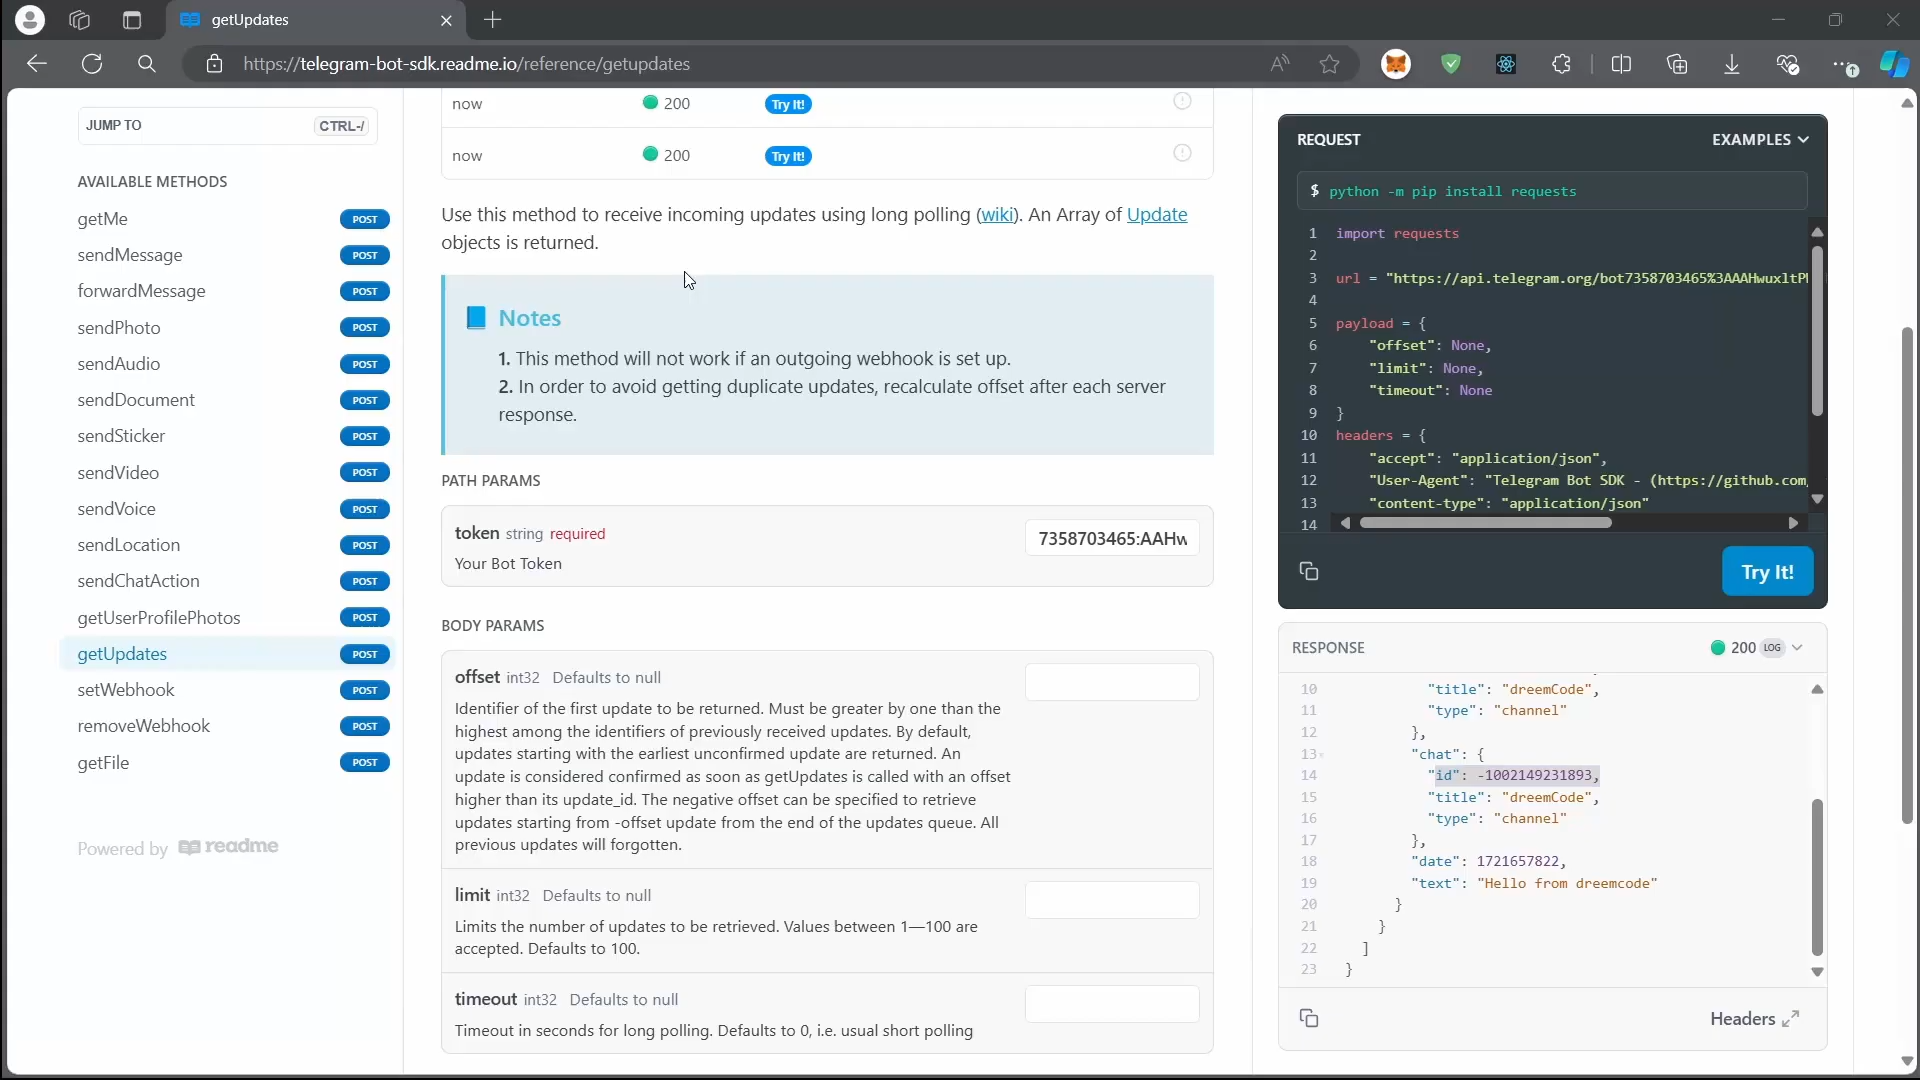 getUpdates
https://telegram-bot-sdk.readme.io/reference/getupdates
JUMP TO CTRL-/
AVAILABLE METHODS
getMe POST
sendMessage POST
forwardMessage POST
sendPhoto POST
sendAudio POST
sendDocument POST
sendSticker POST
sendVideo POST
sendVoice POST
sendLocation POST
sendChatAction POST
getUserProfilePhotos POST
getUpdates POST
setWebhook POST
removeWebhook POST
getFile POST
Powered by readme
now 200 Try It!
now 200 Try It!
Use this method to receive incoming updates using long polling (wiki). An Array of Update
objects is returned.
Notes
1. This method will not work if an outgoing webhook is set up.
2. In order to avoid getting duplicate updates, recalculate offset after each server
response.
PATH PARAMS
token string required
7358703465:AAHw
Your Bot Token
BODY PARAMS
offset int32 Defaults to null
Identifier of the first update to be returned. Must be greater by one than the
highest among the identifiers of previously received updates. By default,
updates starting with the earliest unconfirmed update are returned. An
update is considered confirmed as soon as getUpdates is called with an offset
higher than its update_id. The negative offset can be specified to retrieve
updates starting from -offset update from the end of the updates queue. All
previous updates will forgotten.
limit int32 Defaults to null
Limits the number of updates to be retrieved. Values between 1—100 are
accepted. Defaults to 100.
timeout int32 Defaults to null
Timeout in seconds for long polling. Defaults to 0, i.e. usual short polling
REQUEST EXAMPLES
$ python -m pip install requests
1 import requests
2
3 url = "https://api.telegram.org/bot7358703465%3AAAHwuxltP
4
5 payload = {
6 "offset": None,
7 "limit": None,
8 "timeout": None
9 }
10 headers = {
11 "accept": "application/json",
12 "User-Agent": "Telegram Bot SDK - (https://github.com/
13 "content-type": "application/json"
14
Try It!
RESPONSE 200 LOG
10 "title": "dreemCode",
11 "type": "channel"
12 },
13 "chat": {
14 "id": -1002149231893,
15 "title": "dreemCode",
16 "type": "channel"
17 },
18 "date": 1721657822,
19 "text": "Hello from dreemcode"
20 }
21 }
22 ]
23 }
Headers